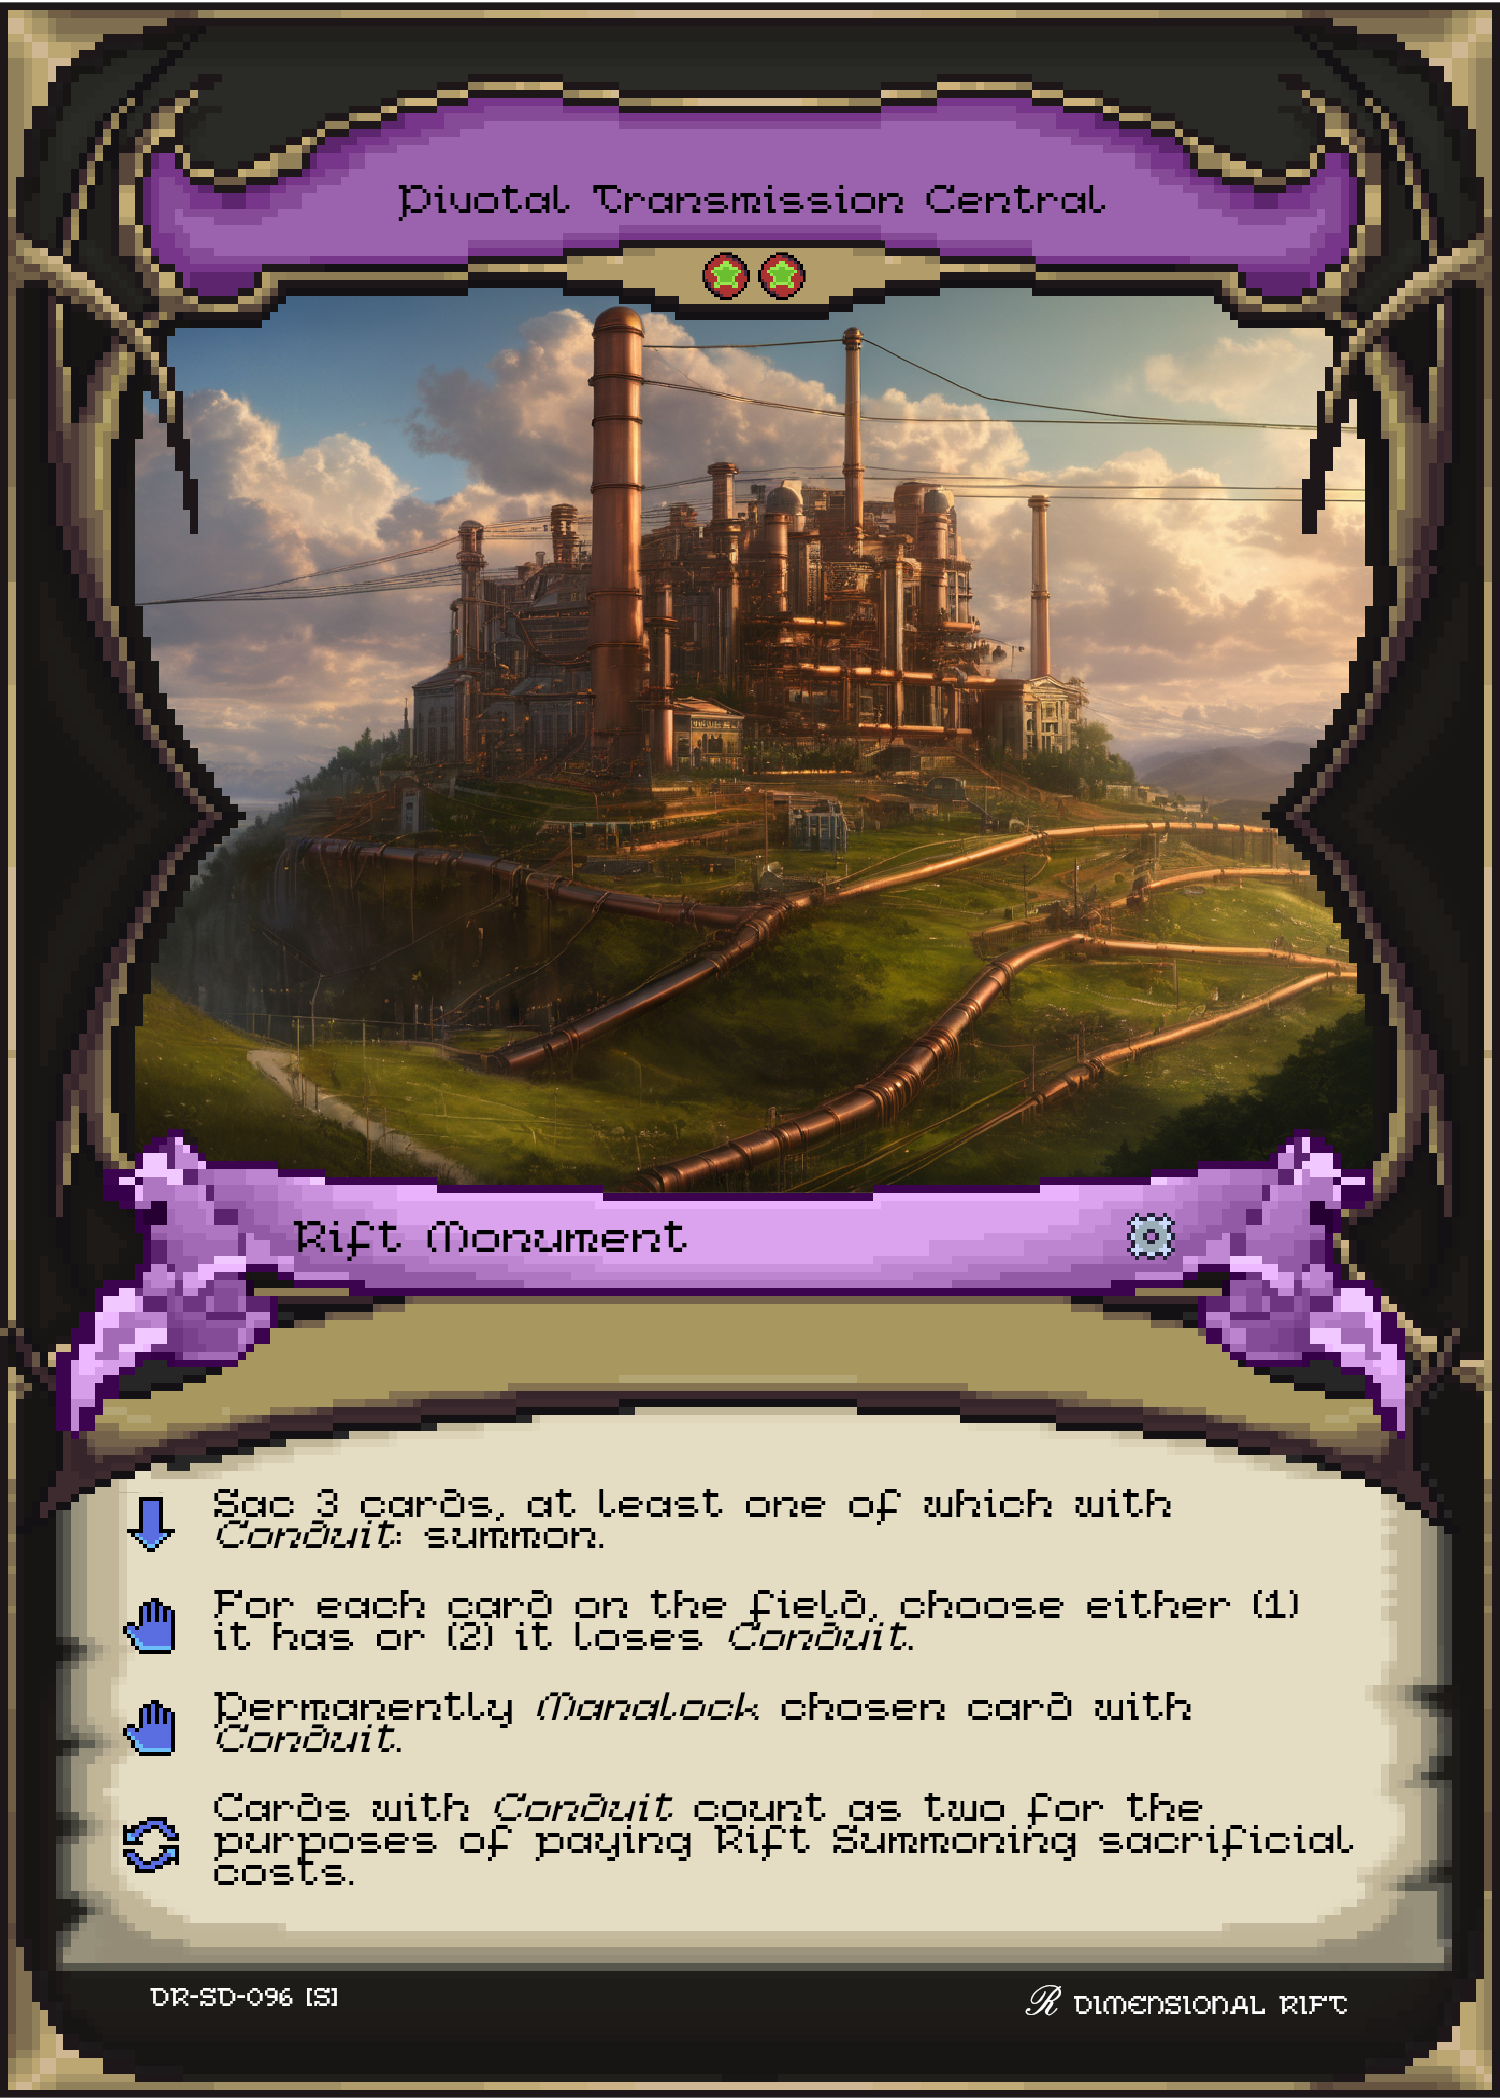 Pivotal Transmission Central
Rift Monument
Sac 3 cards, at least one of which with
Conduit: summon.
For each card on the field, choose either (1)
it has or (2) it loses Conduit.
Permanently Manalock chosen card with
Conduit.
Cards with Conduit count as two for the
purposes of paying Rift Summoning sacrificial
costs.
DR-SD-096 [S]
R DIMENSIONAL RIFT